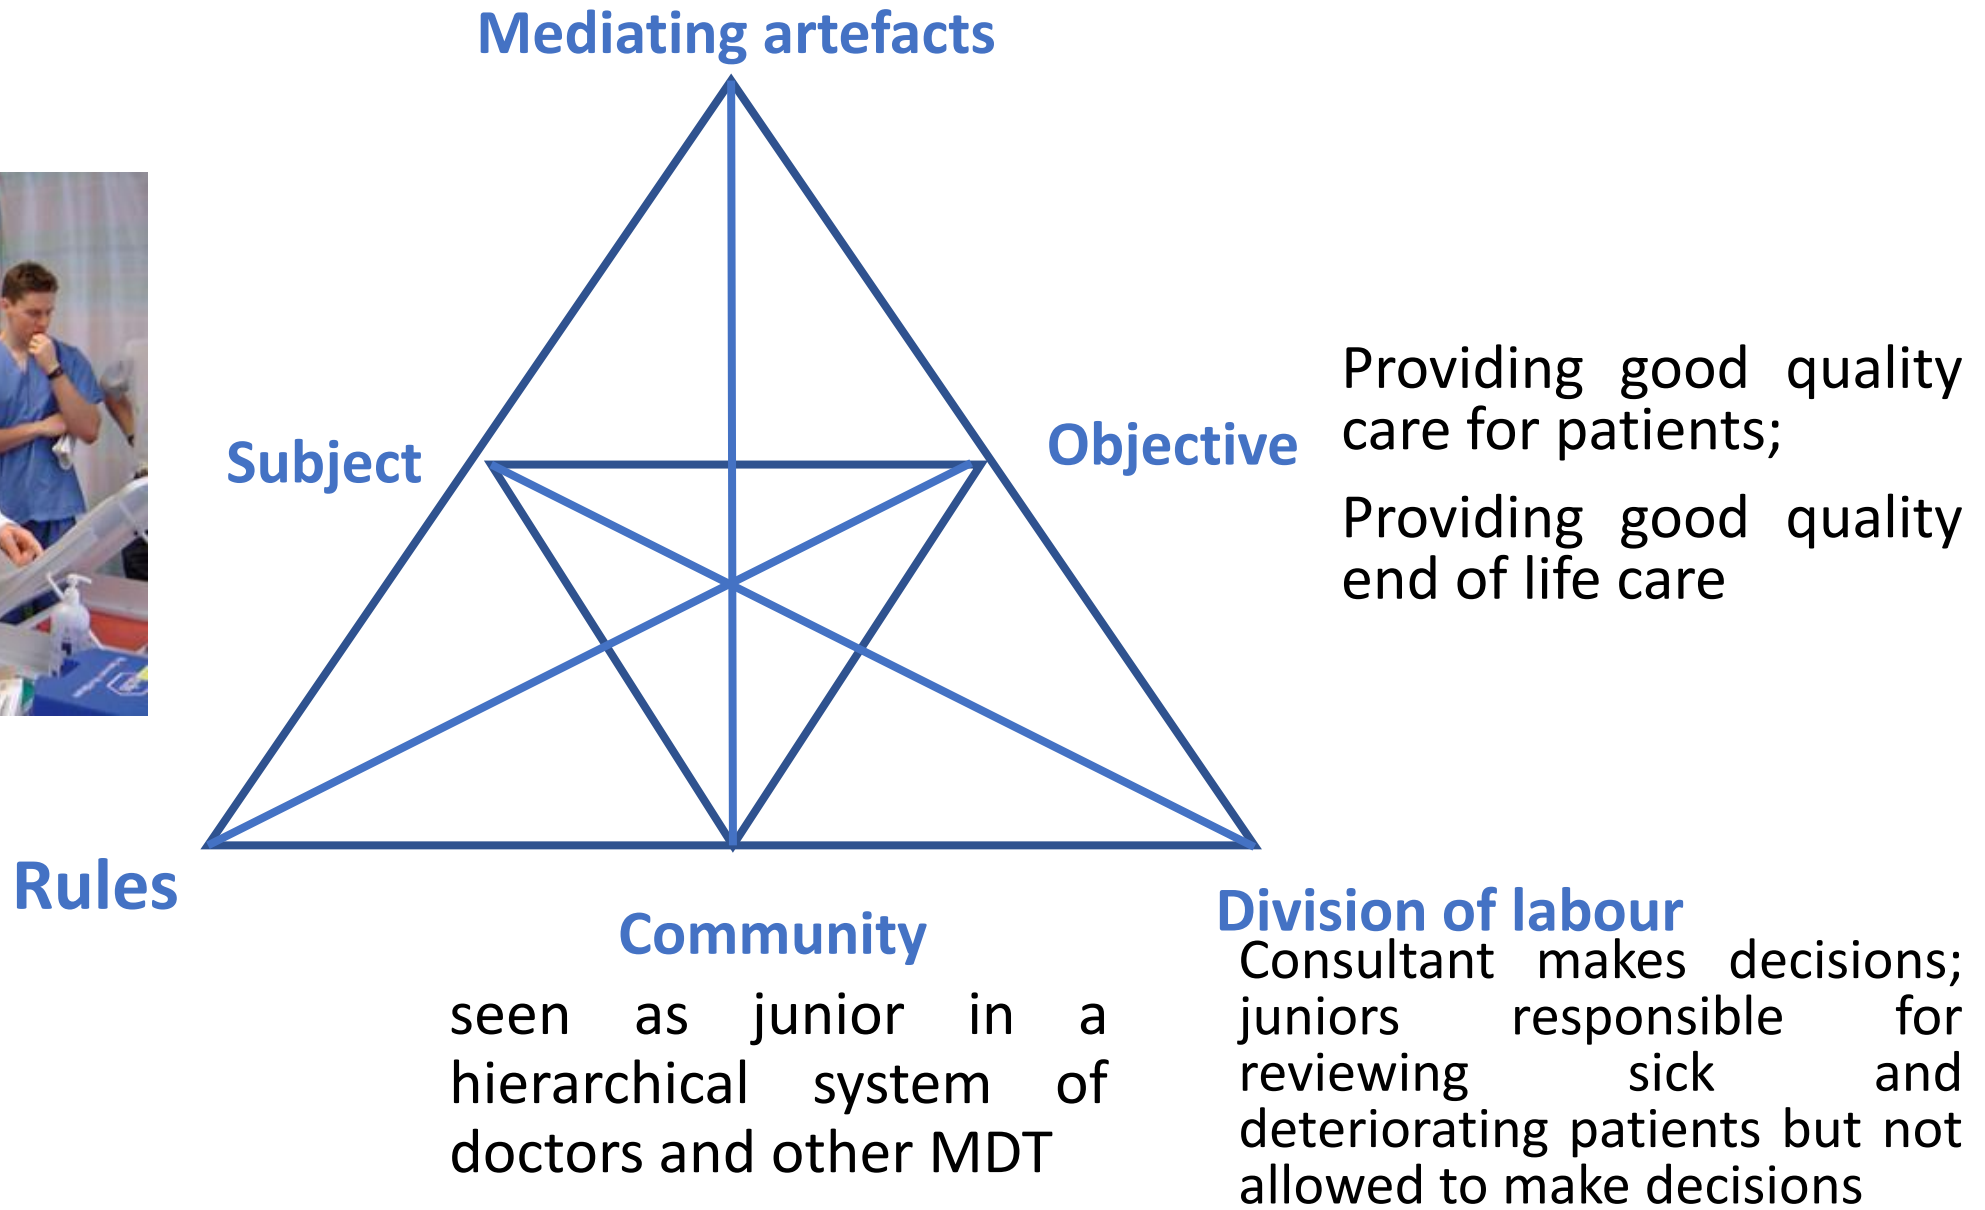 Mediating artefacts
Subject
Objective
Providing good quality
care for patients;
Providing good quality
end of life care
Rules
Community
seen as junior in a
hierarchical system of
doctors and other MDT
Division of labour
Consultant makes decisions;
juniors responsible for
reviewing sick and
deteriorating patients but not
allowed to make decisions